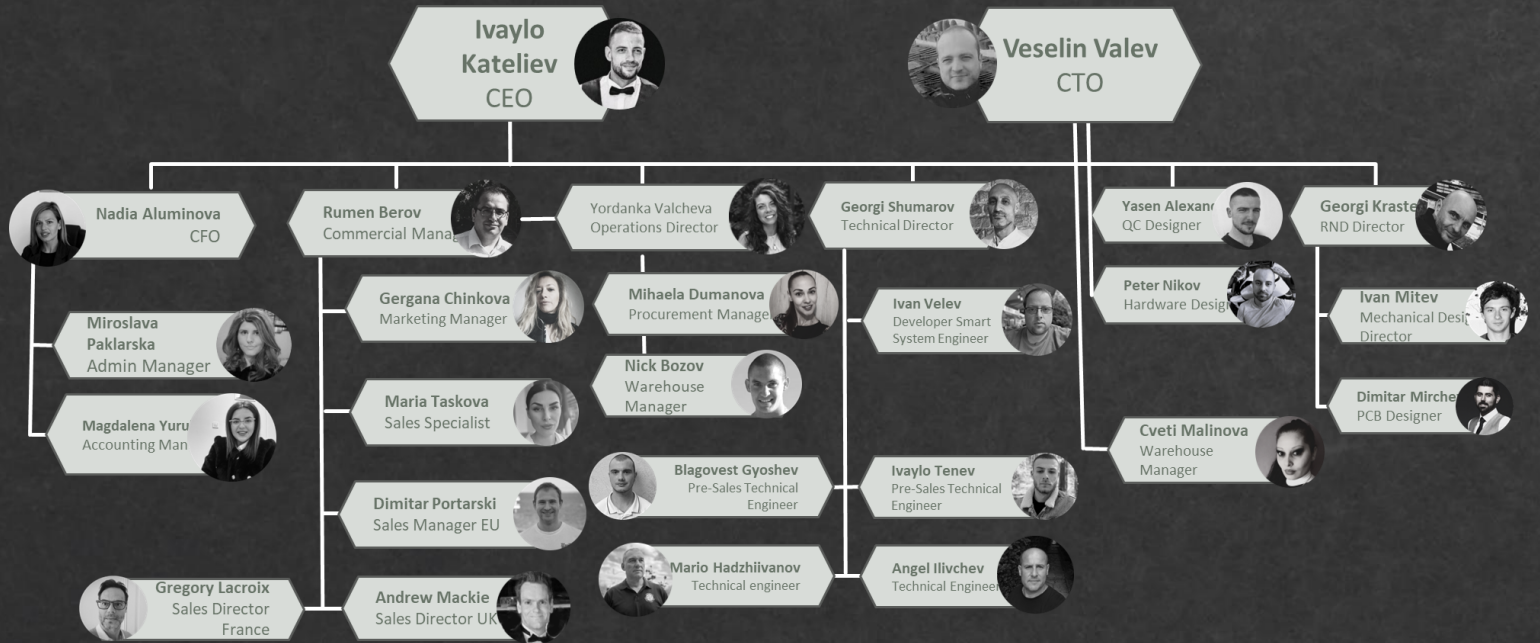 Ivaylo
Kateliev
CEO
Veselin Valev
CTO
Nadia Aluminova
CFO
Rumen Berov
Commercial Manag
Yordanka Valcheva
Operations Director
Georgi Shumarov
Technical Director
Yasen Alexan
QC Designer
Georgi Kraste
RND Director
Miroslava
Paklarska
Admin Manager
Magdalena Yuru
Accounting Man
Gergana Chinkova
Marketing Manager
Maria Taskova
Sales Specialist
Dimitar Portarski
Sales Manager EU
Gregory Lacroix
Sales Director
France
Andrew Mackie
Sales Director UK
Mihaela Dumanova
Procurement Manage
Nick Bozov
Warehouse
Manager
Ivan Velev
Developer Smart
System Engineer
Blagovest Gyoshev
Pre-Sales Technical
Engineer
Ivaylo Tenev
Pre-Sales Technical
Engineer
Mario Hadzhiivanov
Technical engineer
Angel Ilivchev
Technical Engineer
Peter Nikov
Hardware Desig
Cveti Malinova
Warehouse
Manager
Ivan Mitev
Mechanical Desi
Director
Dimitar Mirche
PCB Designer